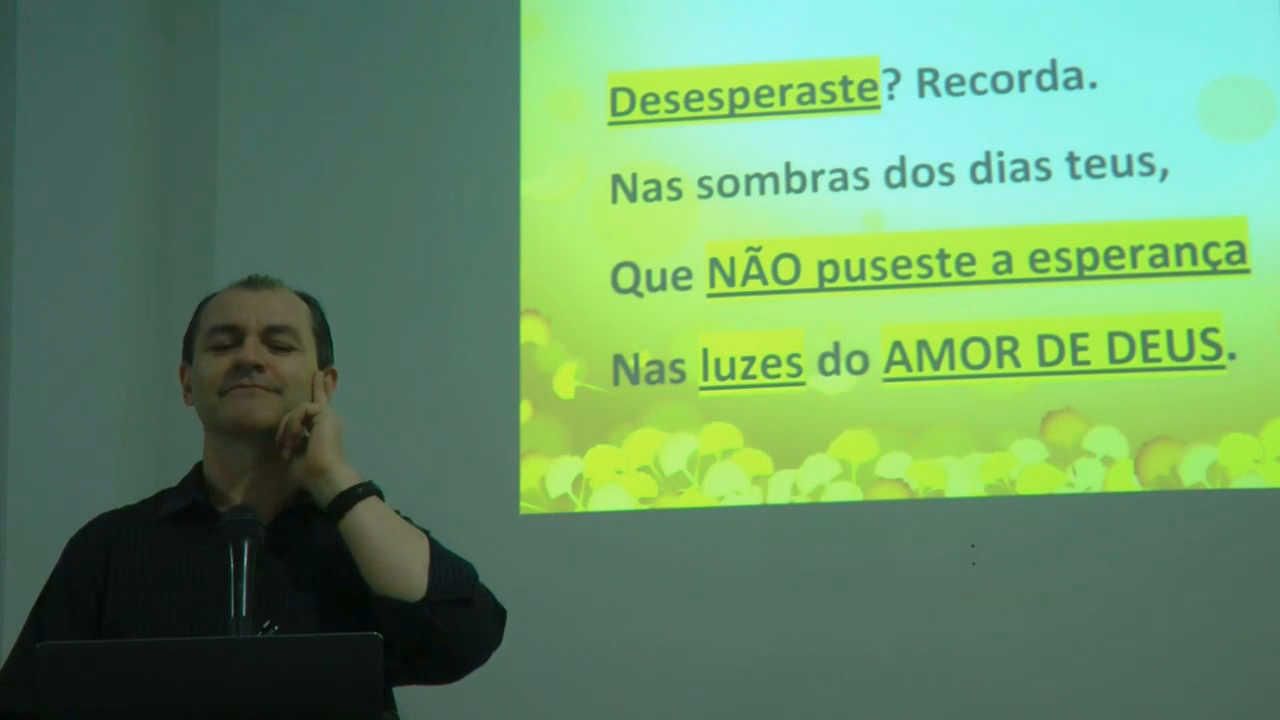 Desesperaste? Recorda.
Nas sombras dos dias teus,
Que NÃO puseste a esperança
Nas luzes do AMOR DE DEUS.